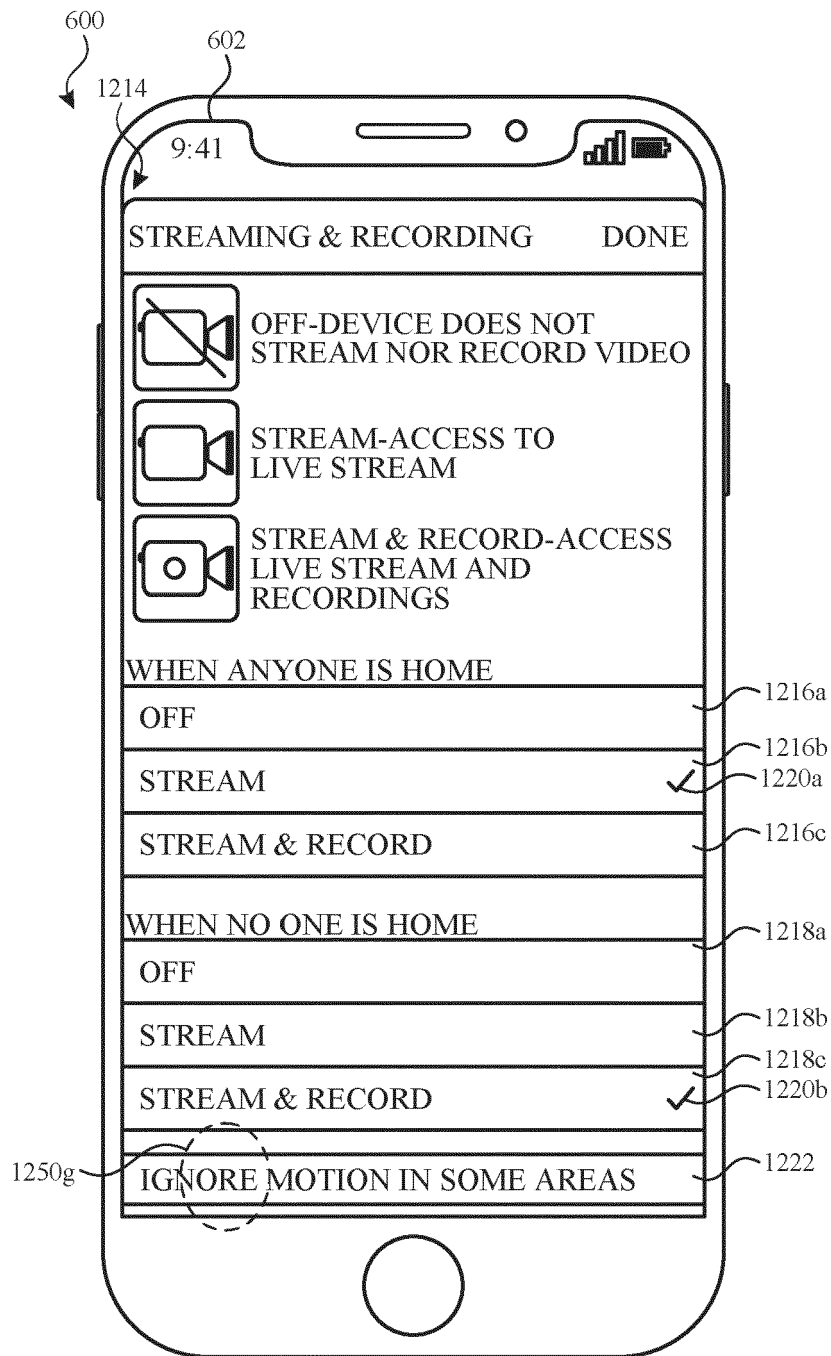 600
602
1214
9:41
STREAMING & RECORDING DONE
OFF-DEVICE DOES NOT
STREAM NOR RECORD VIDEO
STREAM-ACCESS TO
LIVE STREAM
STREAM & RECORD-ACCESS
LIVE STREAM AND
RECORDINGS
WHEN ANYONE IS HOME
1216a
OFF
1216b
STREAM
1220a
STREAM & RECORD
1216c
WHEN NO ONE IS HOME
1218a
OFF
1218b
STREAM
1218c
STREAM & RECORD
1220b
1250g
IGNORE MOTION IN SOME AREAS
1222